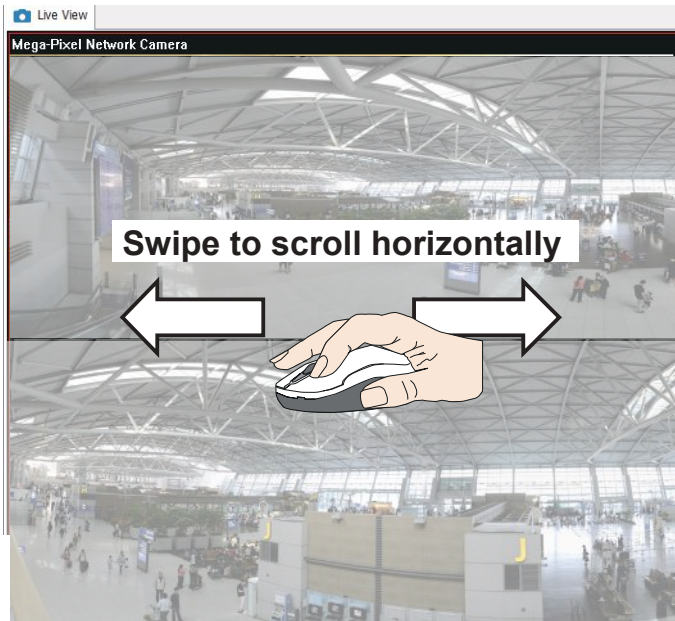 Live View
Mega-Pixel Network Camera
Swipe to scroll horizontally
J
J